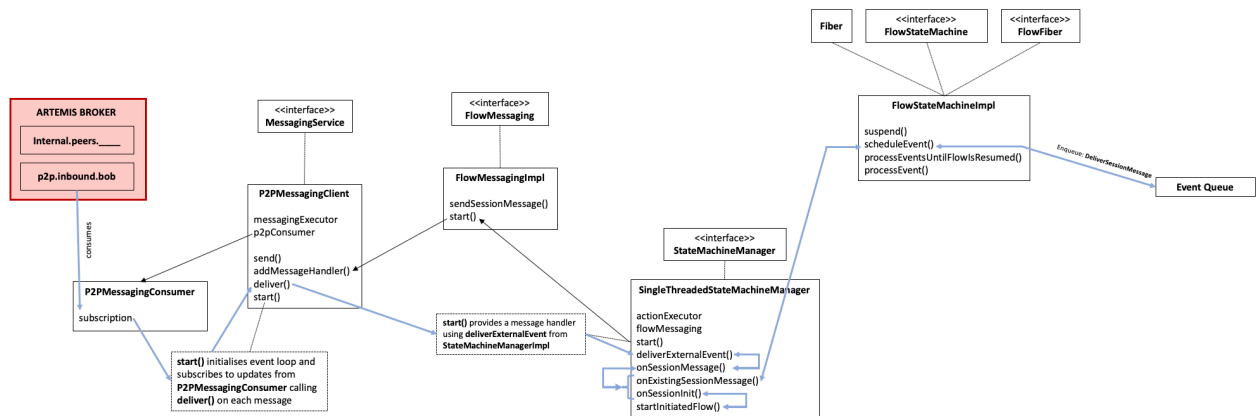 Fiber
<<interface>>
FlowStateMachine
<<interface>>
FlowFiber
ARTEMIS BROKER
Internal.peers.____
p2p.inbound.bob
<<interface>>
MessagingService
<<interface>>
FlowMessaging
FlowStateMachineImpl
suspend()
scheduleEvent()
processEventsUntilFlowIsResumed()
processEvent()
Enqueue: DeliverSessionMessage
Event Queue
consumes
P2PMessagingClient
messagingExecutor
p2pConsumer
send()
addMessageHandler()
deliver()
start()
FlowMessagingImpl
sendSessionMessage()
start()
P2PMessagingConsumer
subscription
<<interface>>
StateMachineManager
SingleThreadedStateMachineManager
actionExecutor
flowMessaging
start()
deliverExternalEvent()
onSessionMessage()
onExistingSessionMessage()
onSessionInit()
startInitiatedFlow()
start() provides a message handler
using deliverExternalEvent from
StateMachineManagerImpl
start() initialises event loop and
subscribes to updates from
P2PMessagingConsumer calling
deliver() on each message